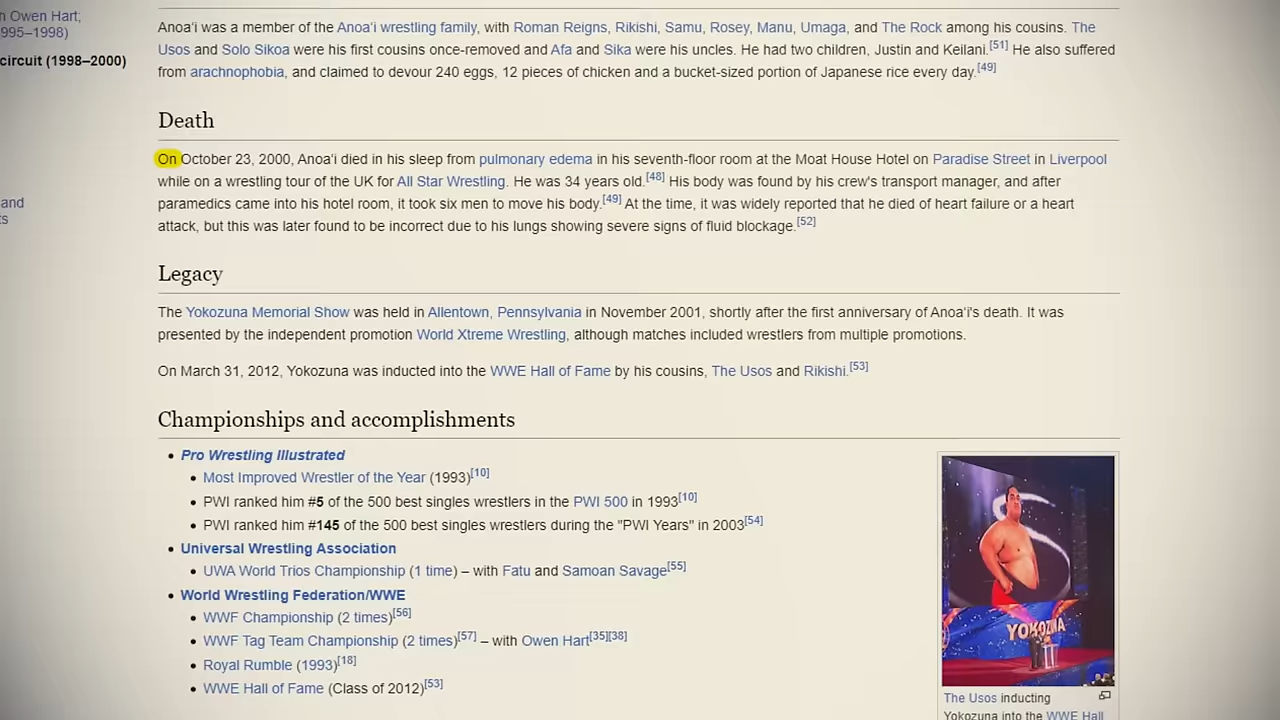 h Owen Hart;
995–1998)
circuit (1998–2000)
and
ts
Anoaʻi was a member of the Anoaʻi wrestling family, with Roman Reigns, Rikishi, Samu, Rosey, Manu, Umaga, and The Rock among his cousins. The
Usos and Solo Sikoa were his first cousins once-removed and Afa and Sika were his uncles. He had two children, Justin and Keilani.[51] He also suffered
from arachnophobia, and claimed to devour 240 eggs, 12 pieces of chicken and a bucket-sized portion of Japanese rice every day.[49]
Death
On October 23, 2000, Anoaʻi died in his sleep from pulmonary edema in his seventh-floor room at the Moat House Hotel on Paradise Street in Liverpool
while on a wrestling tour of the UK for All Star Wrestling. He was 34 years old.[48] His body was found by his crew's transport manager, and after
paramedics came into his hotel room, it took six men to move his body.[49] At the time, it was widely reported that he died of heart failure or a heart
attack, but this was later found to be incorrect due to his lungs showing severe signs of fluid blockage.[52]
Legacy
The Yokozuna Memorial Show was held in Allentown, Pennsylvania in November 2001, shortly after the first anniversary of Anoaʻi's death. It was
presented by the independent promotion World Xtreme Wrestling, although matches included wrestlers from multiple promotions.
On March 31, 2012, Yokozuna was inducted into the WWE Hall of Fame by his cousins, The Usos and Rikishi.[53]
Championships and accomplishments
• Pro Wrestling Illustrated
• Most Improved Wrestler of the Year (1993)[10]
• PWI ranked him #5 of the 500 best singles wrestlers in the PWI 500 in 1993[10]
• PWI ranked him #145 of the 500 best singles wrestlers during the "PWI Years" in 2003[54]
• Universal Wrestling Association
• UWA World Trios Championship (1 time) – with Fatu and Samoan Savage[55]
• World Wrestling Federation/WWE
• WWF Championship (2 times)[56]
• WWF Tag Team Championship (2 times)[57] – with Owen Hart[35][38]
• Royal Rumble (1993)[18]
• WWE Hall of Fame (Class of 2012)[53]
YOKOZUNA
The Usos inducting
Yokozuna into the WWE Hall